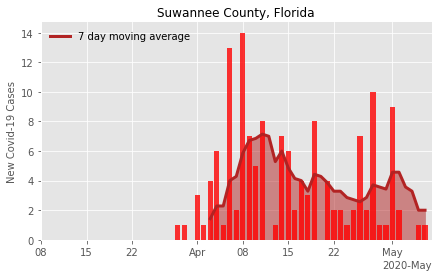 Suwannee County, Florida
7 day moving average
New Covid-19 Cases
14
12
10
8
6
4
2
0
08 15 22 Apr 08 15 22 May
2020-May